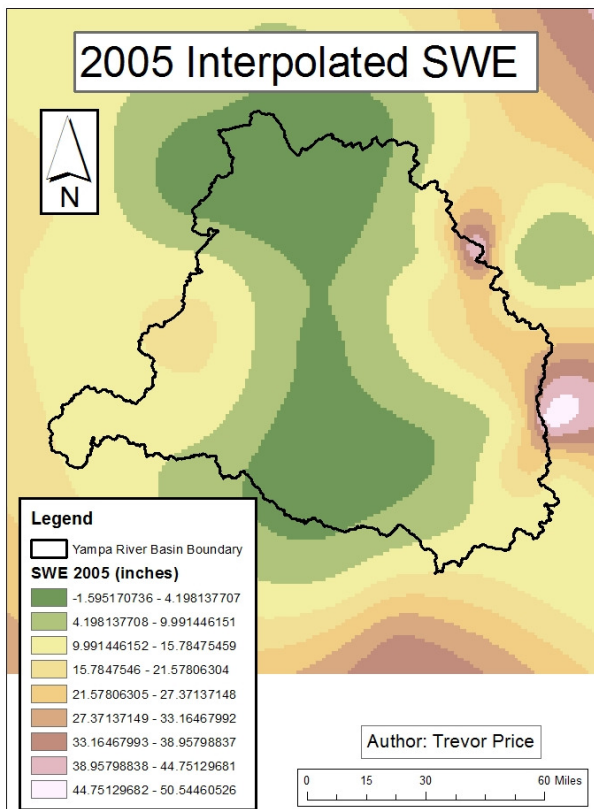 2005 Interpolated SWE
N
Legend
Yampa River Basin Boundary
SWE 2005 (inches)
-1.595170736 - 4.198137707
4.198137708 - 9.991446151
9.991446152 - 15.78475459
15.7847546 - 21.57806304
21.57806305 - 27.37137148
27.37137149 - 33.16467992
33.16467993 - 38.95798837
38.95798838 - 44.75129681
44.75129682 - 50.54460526
Author: Trevor Price
0 15 30 60 Miles